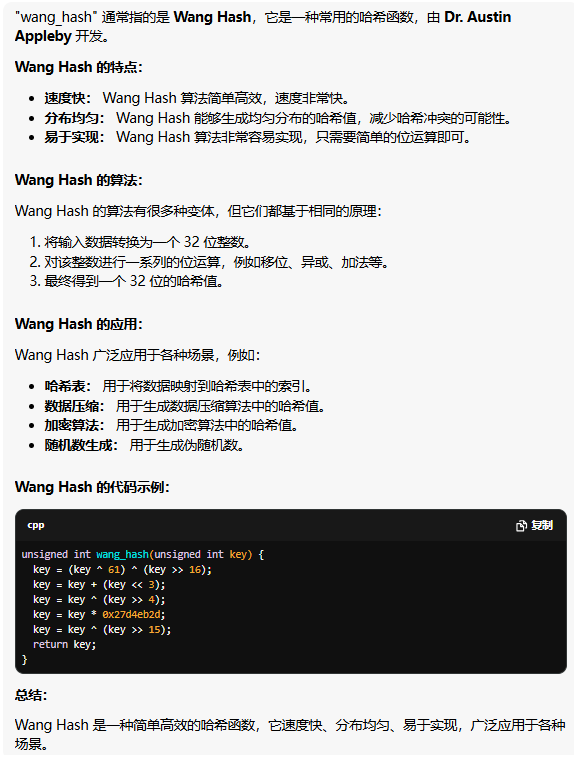 "wang_hash" 通常指的是 Wang Hash，它是一种常用的哈希函数，由 Dr. Austin
Appleby 开发。
Wang Hash 的特点：
• 速度快： Wang Hash 算法简单高效，速度非常快。
• 分布均匀： Wang Hash 能够生成均匀分布的哈希值，减少哈希冲突的可能性。
• 易于实现： Wang Hash 算法非常容易实现，只需要简单的位运算即可。
Wang Hash 的算法：
Wang Hash 的算法有很多种变体，但它们都基于相同的原理：
1. 将输入数据转换为一个 32 位整数。
2. 对该整数进行一系列的位运算，例如移位、异或、加法等。
3. 最终得到一个 32 位的哈希值。
Wang Hash 的应用：
Wang Hash 广泛应用于各种场景，例如：
• 哈希表： 用于将数据映射到哈希表中的索引。
• 数据压缩： 用于生成数据压缩算法中的哈希值。
• 加密算法： 用于生成加密算法中的哈希值。
• 随机数生成： 用于生成伪随机数。
Wang Hash 的代码示例：
cpp 复制
unsigned int wang_hash(unsigned int key) {
  key = (key ^ 61) ^ (key >> 16);
  key = key + (key << 3);
  key = key ^ (key >> 4);
  key = key * 0x27d4eb2d;
  key = key ^ (key >> 15);
  return key;
}
总结：
Wang Hash 是一种简单高效的哈希函数，它速度快、分布均匀、易于实现，广泛应用于各种
场景。